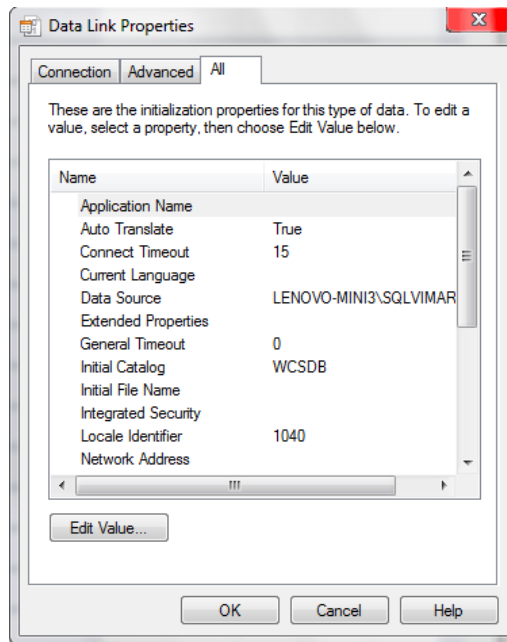 Data Link Properties
Connection Advanced All
These are the initialization properties for this type of data. To edit a
value, select a property, then choose Edit Value below.
Name Value
Application Name
Auto Translate True
Connect Timeout 15
Current Language
Data Source LENOVO-MINI3\SQLVIMAR
Extended Properties
General Timeout 0
Initial Catalog WCSDB
Initial File Name
Integrated Security
Locale Identifier 1040
Network Address
Edit Value...
OK Cancel Help